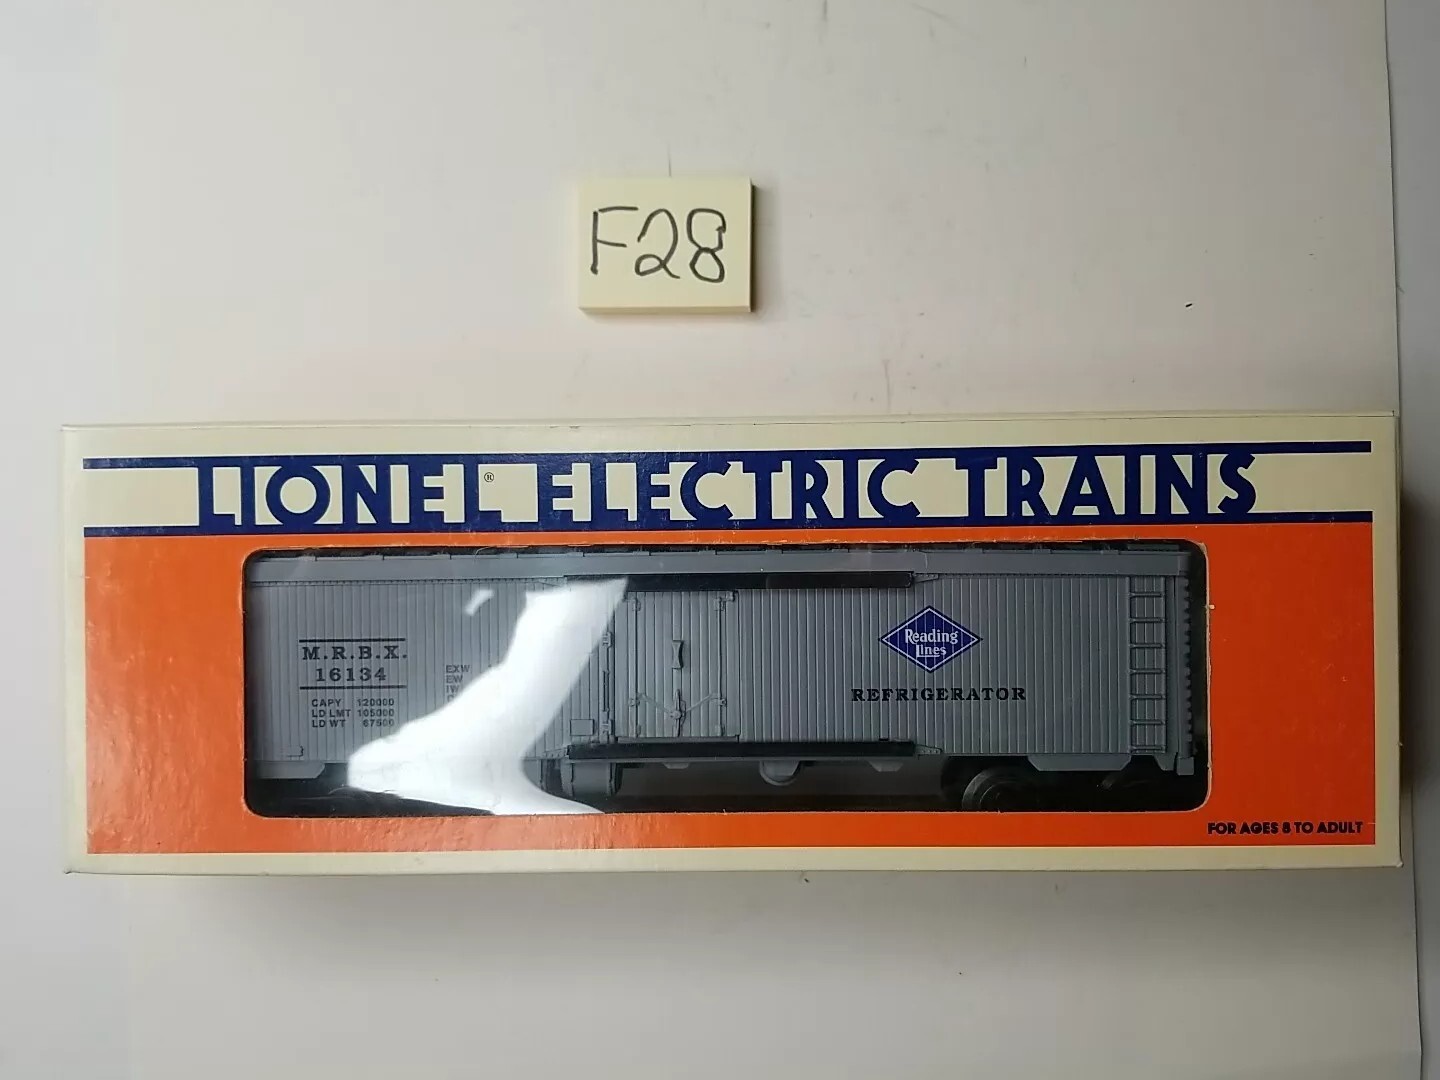 F28
LIONEL® ELECTRIC TRAINS
M.R.B.X.
16134
CAPY 120000
LD LMT 105000
LD WT 67500
EXW
EW
IW
Reading
Lines
REFRIGERATOR
FOR AGES 8 TO ADULT